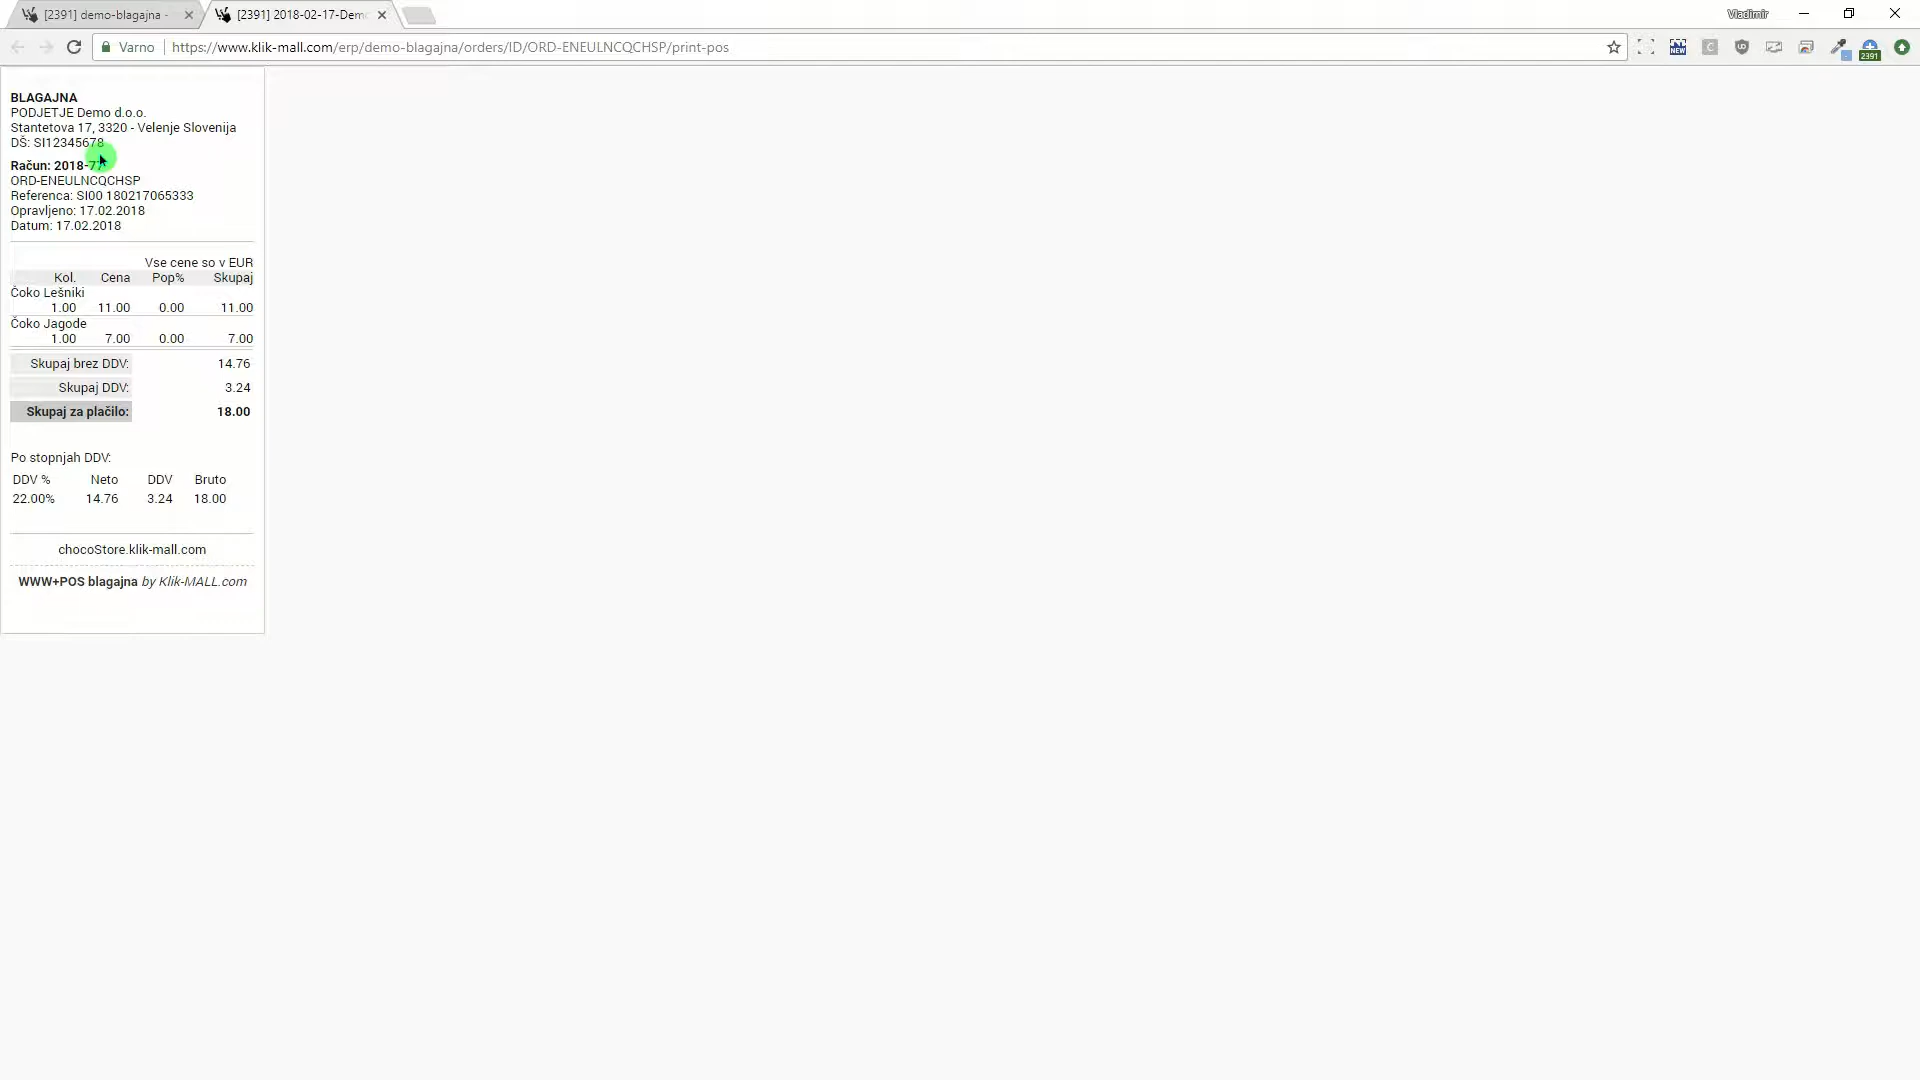 [2391] demo-blagajna -
[2391] 2018-02-17-Dem
Vladimir
Varno
https://www.klik-mall.com/erp/demo-blagajna/orders/ID/ORD-ENEULNCQCHSP/print-pos
NEW
2391
BLAGAJNA
PODJETJE Demo d.o.o.
Stantetova 17, 3320 - Velenje Slovenija
DŠ: SI12345678
Račun:
ORD-ENEULNCQCHSP
Referenca: SI00 180217065333
Opravljeno: 17.02.2018
Datum: 17.02.2018
Vse cene so v EUR
Kol. Cena Pop% Skupaj
Čoko Lešniki
1.00 11.00 0.00 11.00
Čoko Jagode
1.00 7.00 0.00 7.00
Skupaj brez DDV: 14.76
Skupaj DDV: 3.24
Skupaj za plačilo: 18.00
Po stopnjah DDV:
DDV % Neto DDV Bruto
22.00% 14.76 3.24 18.00
chocoStore.klik-mall.com
WWW+POS blagajna by Klik-MALL.com